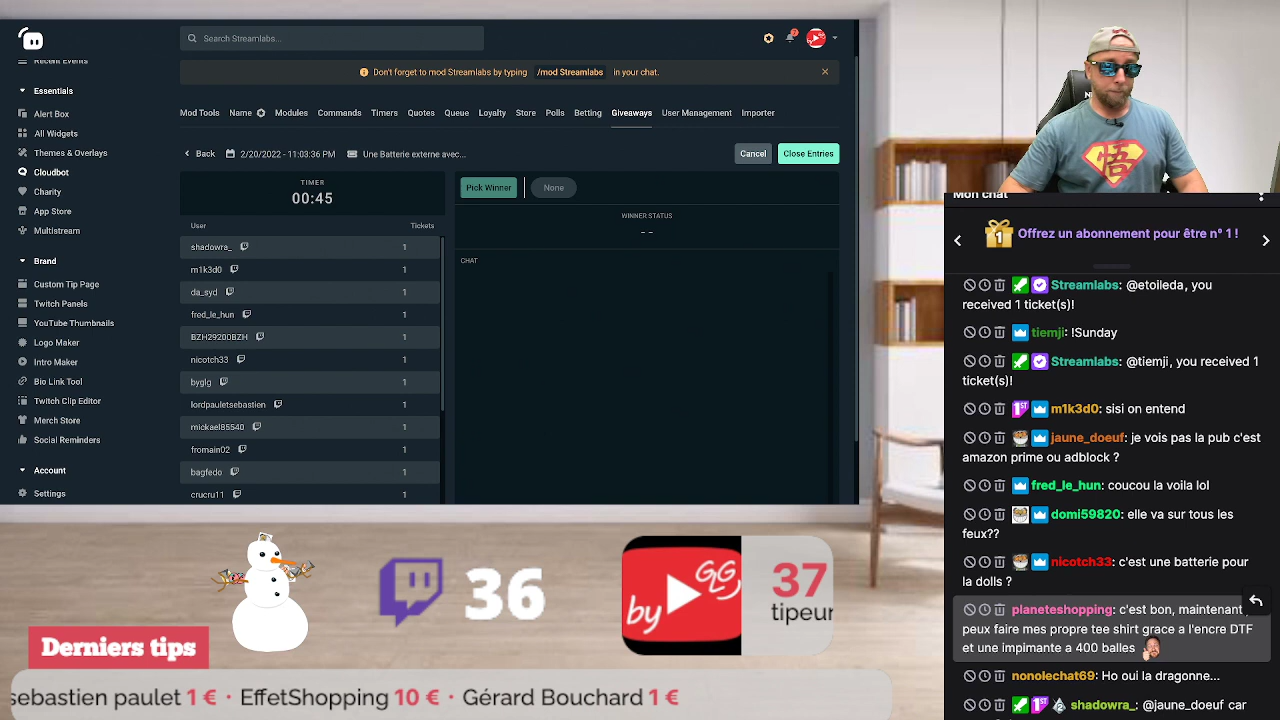 Search Streamlabs...
7
Recent Events
Don't forget to mod Streamlabs by typing /mod Streamlabs in your chat.
Essentials
Alert Box
All Widgets
Themes & Overlays
Cloudbot
Charity
App Store
Multistream
Brand
Custom Tip Page
Twitch Panels
YouTube Thumbnails
Logo Maker
Intro Maker
Bio Link Tool
Twitch Clip Editor
Merch Store
Social Reminders
Account
Settings
Mod Tools Name Modules Commands Timers Quotes Queue Loyalty Store Polls Betting Giveaways User Management Importer
Back 2/20/2022 - 11:03:36 PM Une Batterie externe avec... Cancel Close Entries
TIMER
00:45
User Tickets
shadowra_ 1
m1k3d0 1
da_syd 1
fred_le_hun 1
BZH29200BZH 1
nicotch33 1
byglg 1
lordpauletsebastien 1
mickael85540 1
fromain02 1
bagfedo 1
crucru11 1
Pick Winner None
WINNER STATUS
--
CHAT
悟
Mon chat
1
Offrez un abonnement pour être n° 1 !
Streamlabs: @etoileda, you
received 1 ticket(s)!
tiemji: !Sunday
Streamlabs: @tiemji, you received 1
ticket(s)!
1ST m1k3d0: sisi on entend
jaune_doeuf: je vois pas la pub c'est
amazon prime ou adblock ?
fred_le_hun: coucou la voila lol
domi59820: elle va sur tous les
feux??
nicotch33: c'est une batterie pour
la dolls ?
planeteshopping: c'est bon, maintenant
peux faire mes propre tee shirt grace a l'encre DTF
et une impimante a 400 balles
nonolechat69: Ho oui la dragonne...
1ST 2 shadowra_: @jaune_doeuf car
36
by GLG
37
tipeur
Derniers tips
sebastien paulet 1 € · EffetShopping 10 € · Gérard Bouchard 1 €